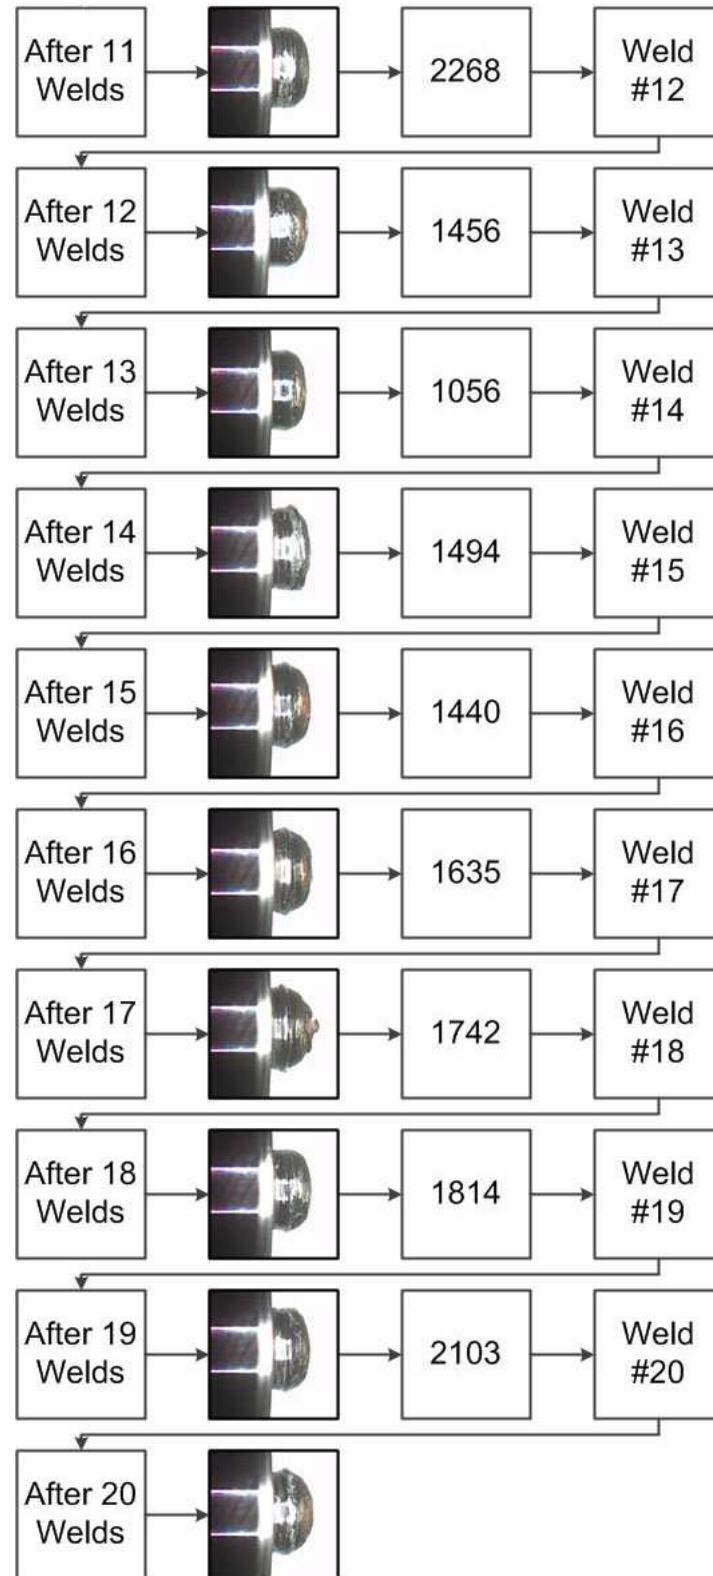 After 11
Welds
2268
Weld
#12
After 12
Welds
1456
Weld
#13
After 13
Welds
1056
Weld
#14
After 14
Welds
1494
Weld
#15
After 15
Welds
1440
Weld
#16
After 16
Welds
1635
Weld
#17
After 17
Welds
1742
Weld
#18
After 18
Welds
1814
Weld
#19
After 19
Welds
2103
Weld
#20
After 20
Welds